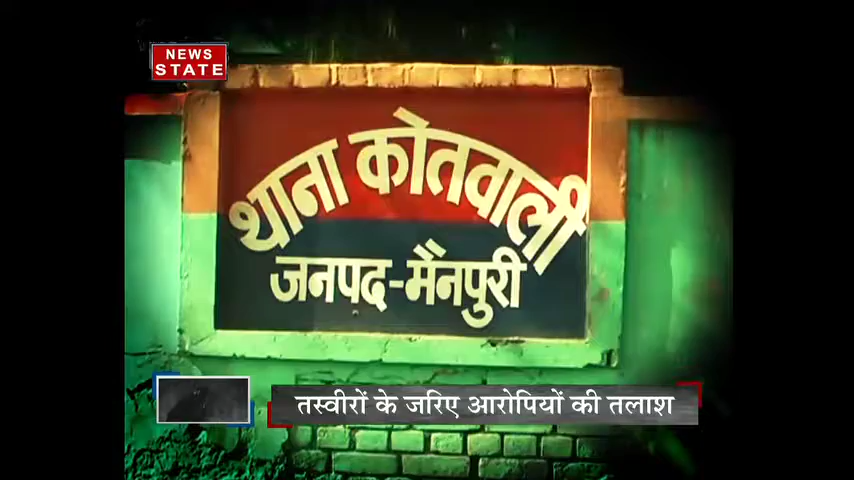 NEWS
STATE
थाना कोतवाली
जनपद-मैनपुरी
तस्वीरों के जरिए आरोपियों की तलाश